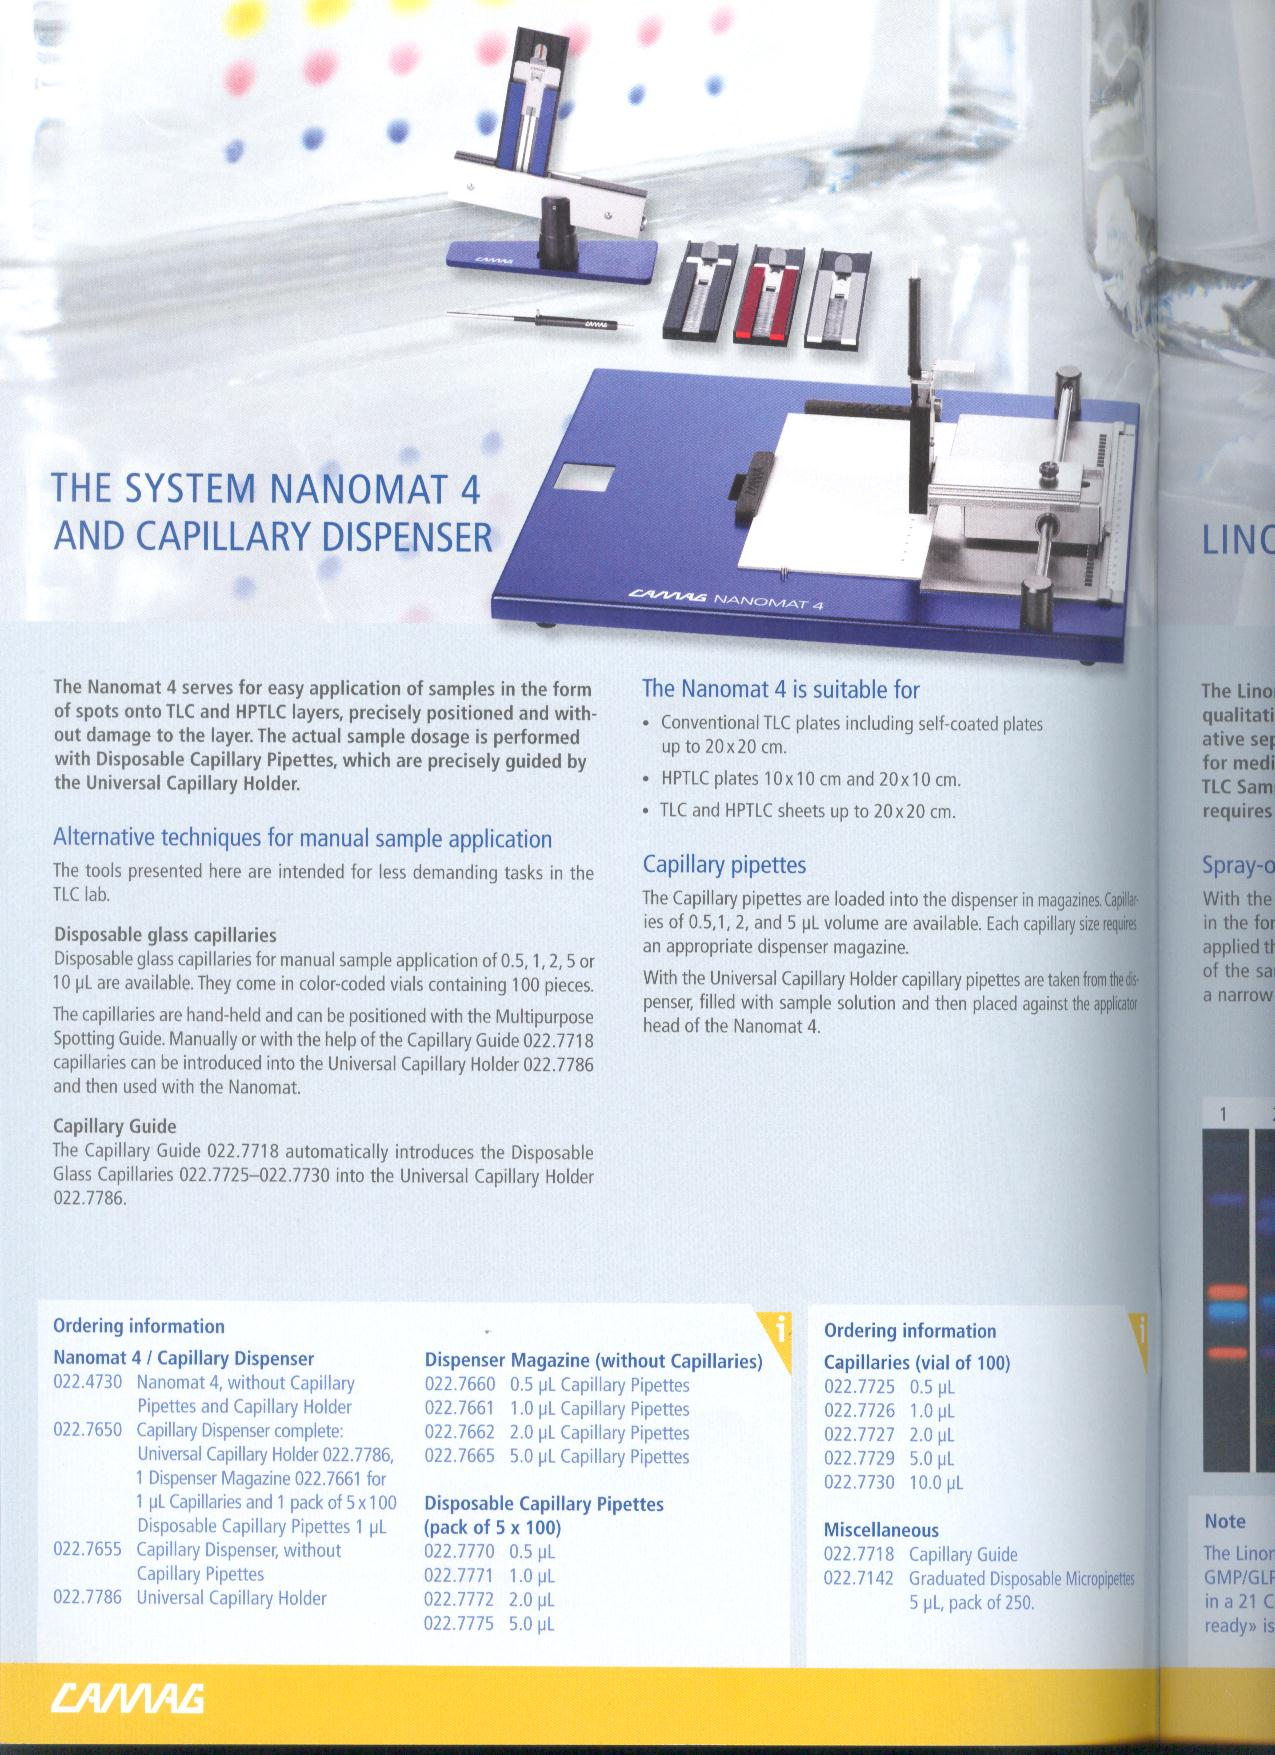 CAMAG
CAMAG
CAMAG NANOMAT 4
THE SYSTEM NANOMAT 4
AND CAPILLARY DISPENSER
The Nanomat 4 serves for easy application of samples in the form
of spots onto TLC and HPTLC layers, precisely positioned and with-
out damage to the layer. The actual sample dosage is performed
with Disposable Capillary Pipettes, which are precisely guided by
the Universal Capillary Holder.
Alternative techniques for manual sample application
The tools presented here are intended for less demanding tasks in the
TLC lab.
Disposable glass capillaries
Disposable glass capillaries for manual sample application of 0.5, 1, 2, 5 or
10 µL are available. They come in color-coded vials containing 100 pieces.
The capillaries are hand-held and can be positioned with the Multipurpose
Spotting Guide. Manually or with the help of the Capillary Guide 022.7718
capillaries can be introduced into the Universal Capillary Holder 022.7786
and then used with the Nanomat.
Capillary Guide
The Capillary Guide 022.7718 automatically introduces the Disposable
Glass Capillaries 022.7725–022.7730 into the Universal Capillary Holder
022.7786.
The Nanomat 4 is suitable for
• Conventional TLC plates including self-coated plates
up to 20x20 cm.
• HPTLC plates 10x10 cm and 20x10 cm.
• TLC and HPTLC sheets up to 20x20 cm.
Capillary pipettes
The Capillary pipettes are loaded into the dispenser in magazines. Capillar-
ies of 0.5,1, 2, and 5 µL volume are available. Each capillary size requires
an appropriate dispenser magazine.
With the Universal Capillary Holder capillary pipettes are taken from the dis-
penser, filled with sample solution and then placed against the applicator
head of the Nanomat 4.
Ordering information
Nanomat 4 / Capillary Dispenser
022.4730 Nanomat 4, without Capillary
Pipettes and Capillary Holder
022.7650 Capillary Dispenser complete:
Universal Capillary Holder 022.7786,
1 Dispenser Magazine 022.7661 for
1 µL Capillaries and 1 pack of 5x100
Disposable Capillary Pipettes 1 µL
022.7655 Capillary Dispenser, without
Capillary Pipettes
022.7786 Universal Capillary Holder
Dispenser Magazine (without Capillaries)
022.7660 0.5 µL Capillary Pipettes
022.7661 1.0 µL Capillary Pipettes
022.7662 2.0 µL Capillary Pipettes
022.7665 5.0 µL Capillary Pipettes
Disposable Capillary Pipettes
(pack of 5 x 100)
022.7770 0.5 µL
022.7771 1.0 µL
022.7772 2.0 µL
022.7775 5.0 µL
i
Ordering information
Capillaries (vial of 100)
022.7725 0.5 µL
022.7726 1.0 µL
022.7727 2.0 µL
022.7729 5.0 µL
022.7730 10.0 µL
Miscellaneous
022.7718 Capillary Guide
022.7142 Graduated Disposable Micropipettes
5 µL, pack of 250.
i
CAMAG
LINO
The Lino
qualitati
ative sep
for medi
TLC Sam
requires
Spray-o
With the
in the for
applied th
of the sa
a narrow
1
Note
The Linor
GMP/GLP
in a 21 C
ready» is